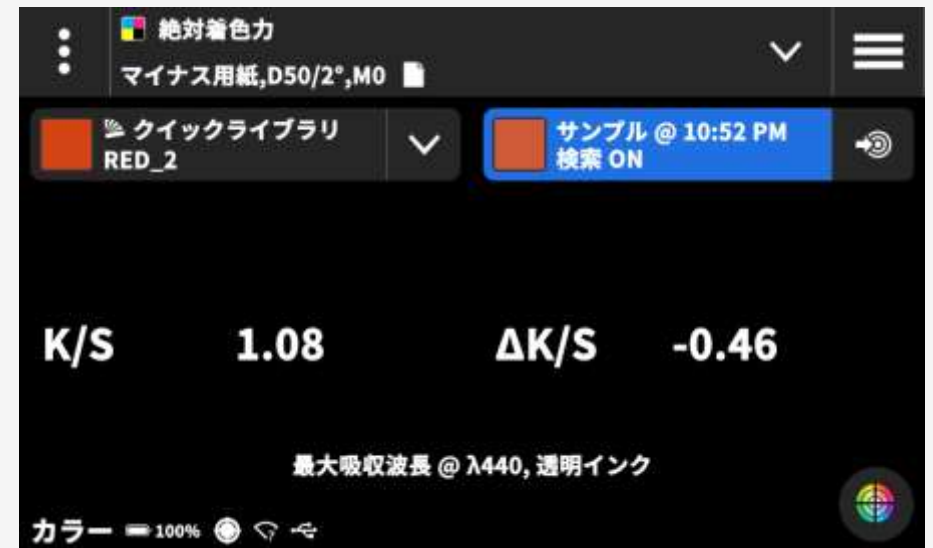 絶対着色力
マイナス用紙,D50/2°,M0
クイックライブラリ
RED_2
サンプル @ 10:52 PM
検索 ON
K/S 1.08 ΔK/S -0.46
最大吸収波長 @ λ440, 透明インク
カラー 100%